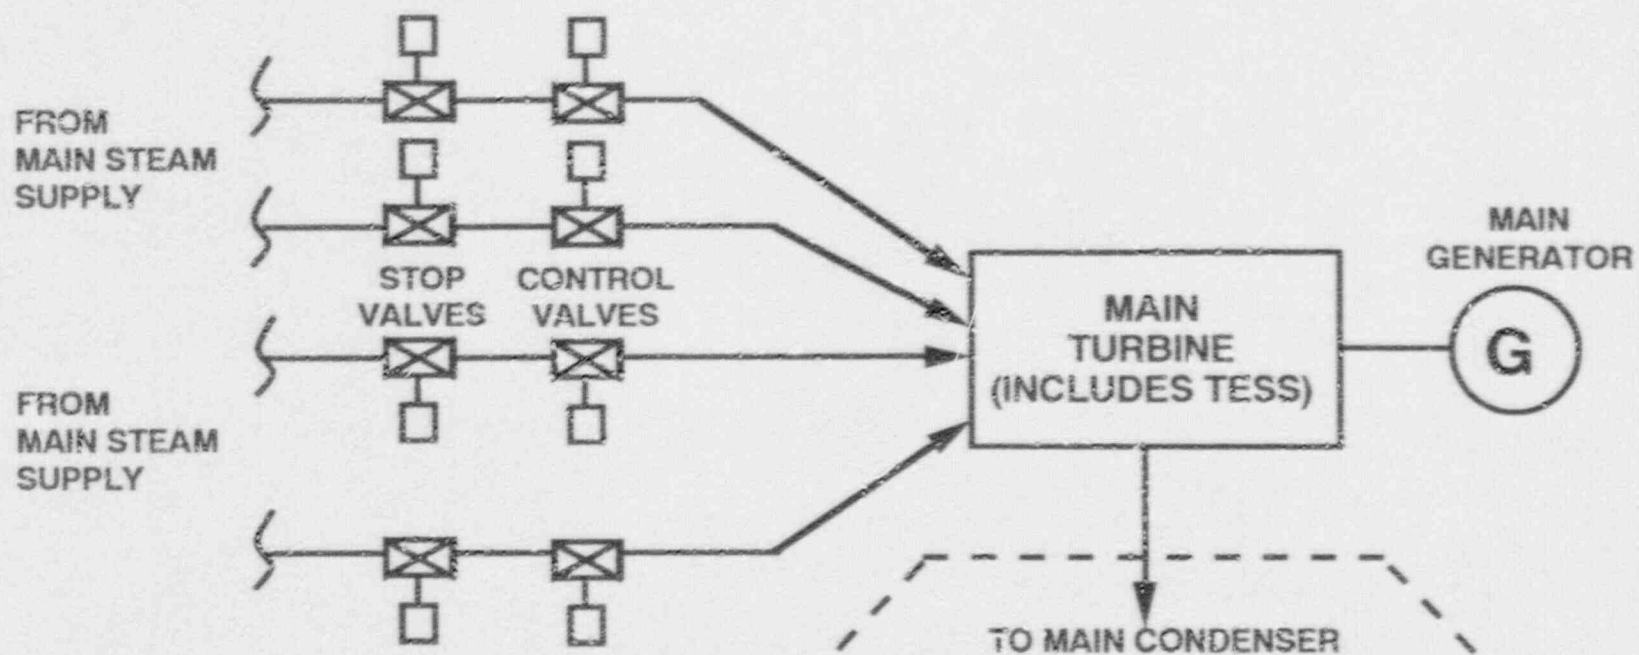 FROM
MAIN STEAM
SUPPLY
STOP
VALVES
CONTROL
VALVES
FROM
MAIN STEAM
SUPPLY
MAIN
TURBINE
(INCLUDES TESS)
MAIN
GENERATOR
G
TO MAIN CONDENSER